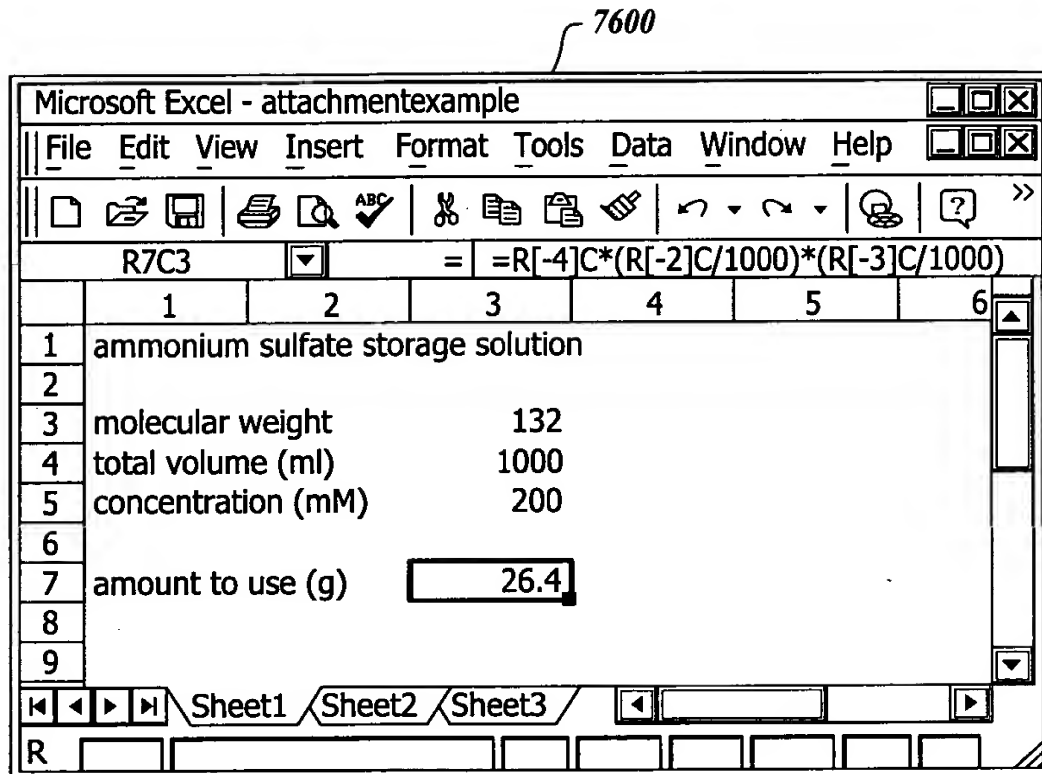 7600
Microsoft Excel - attachmentexample
File Edit View Insert Format Tools Data Window Help
ABC ? >>
R7C3 = =R[-4]C*(R[-2]C/1000)*(R[-3]C/1000)
1 2 3 4 5 6
1 ammonium sulfate storage solution
2
3 molecular weight 132
4 total volume (ml) 1000
5 concentration (mM) 200
6
7 amount to use (g) 26.4
8
9
Sheet1 Sheet2 Sheet3
R